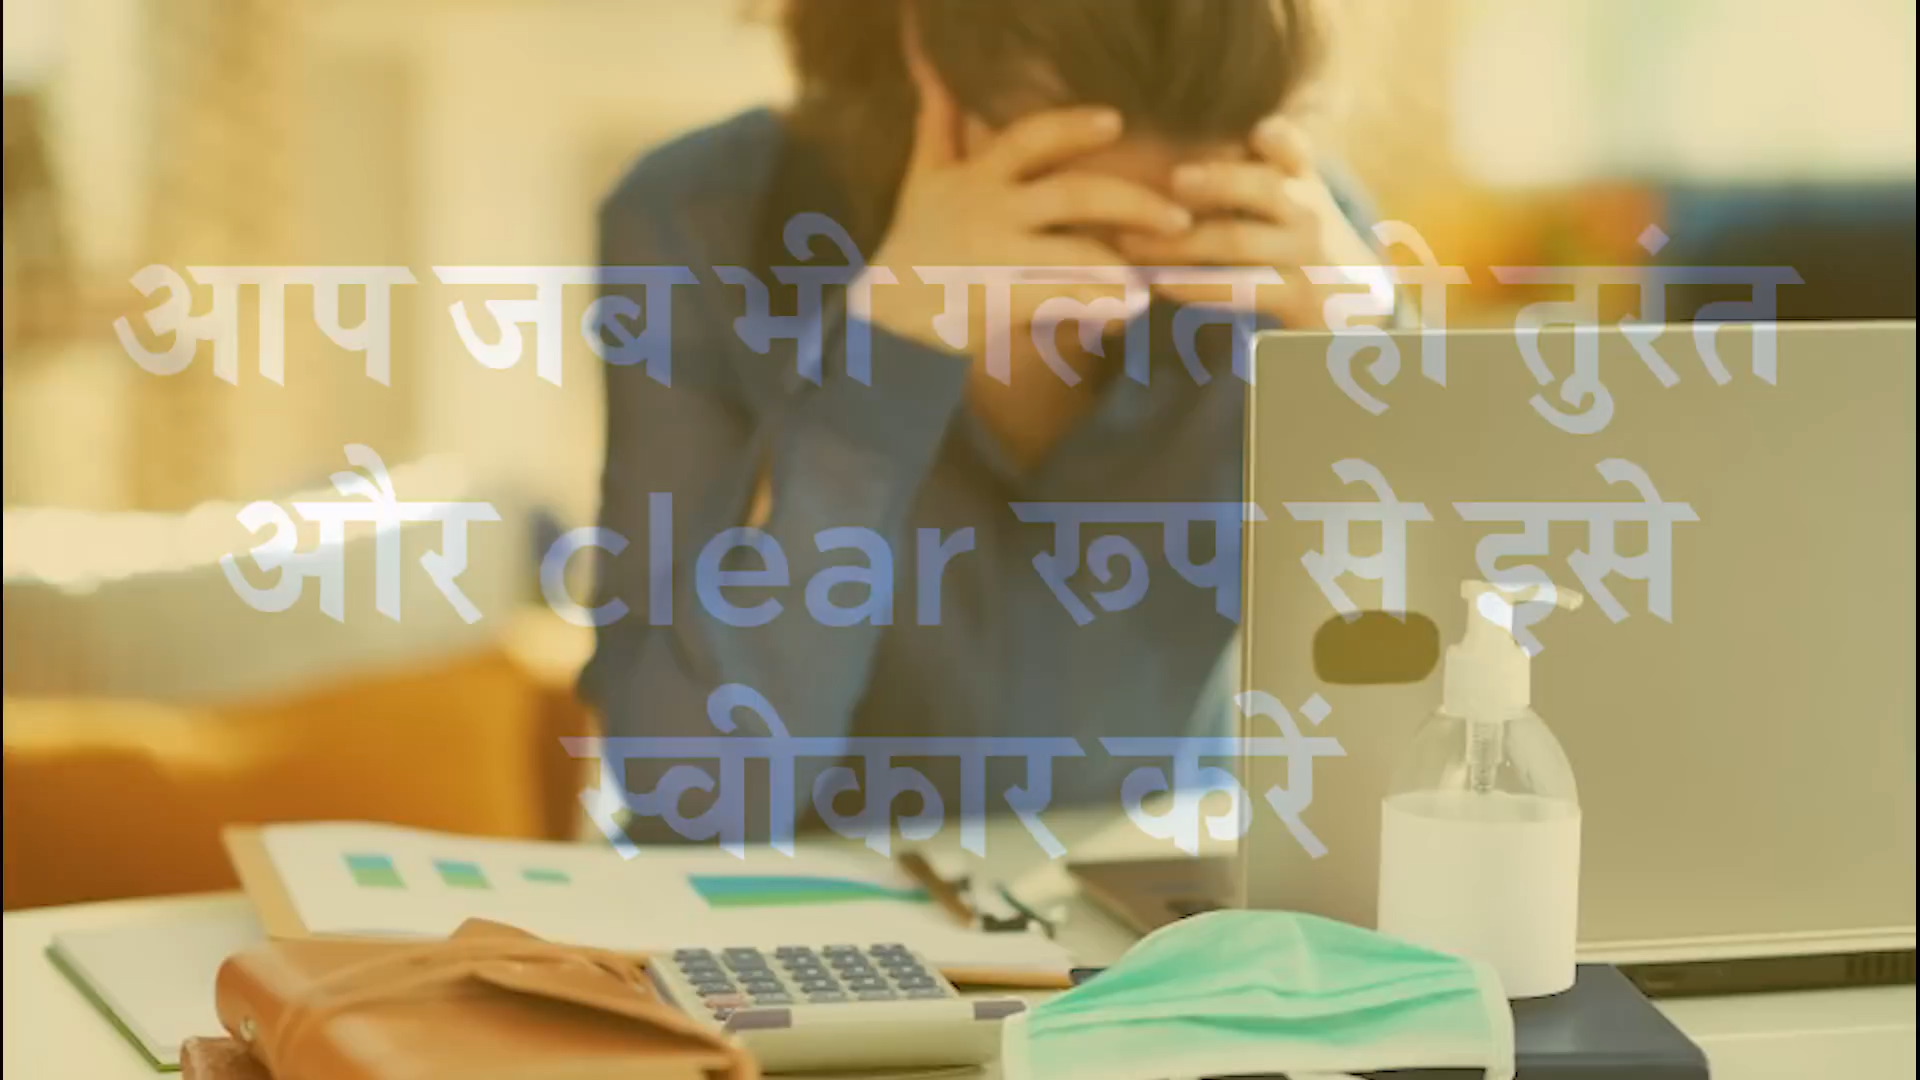 आप जब भी गलत हो तुरंत
और clear रूप से इसे
स्वीकार करें